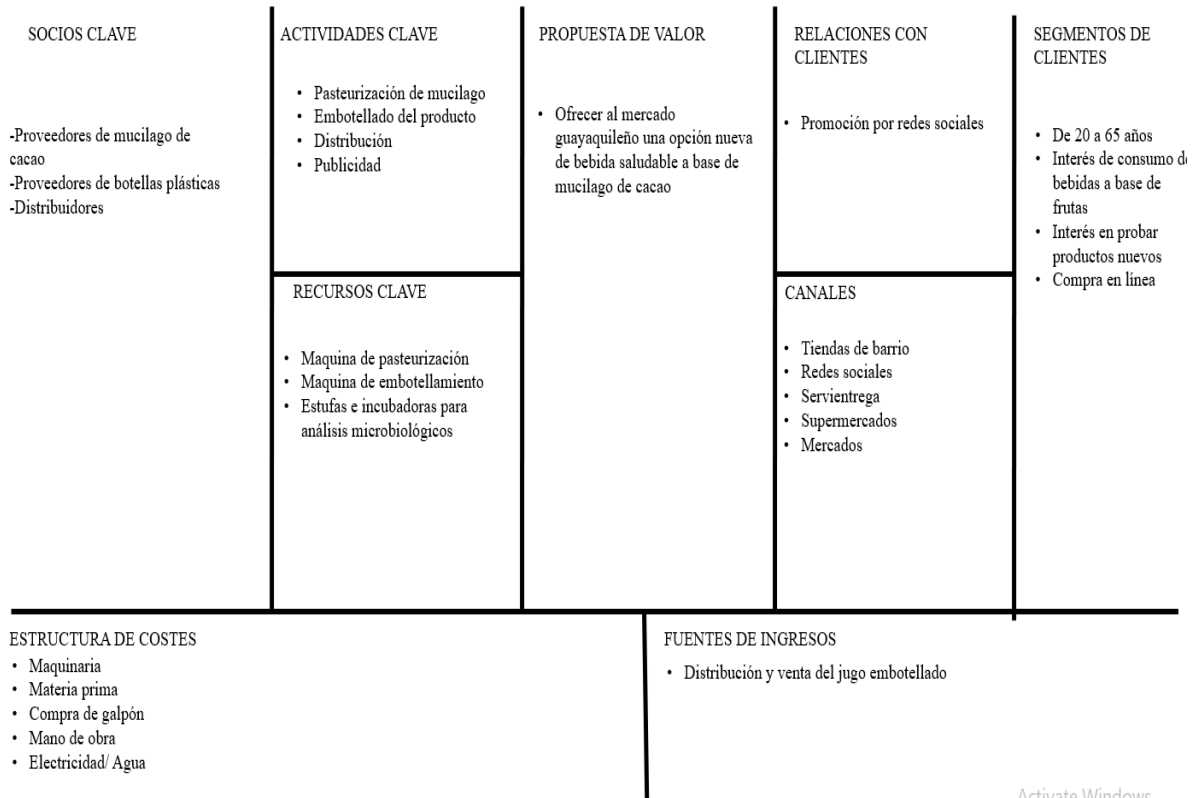 SOCIOS CLAVE
-Proveedores de mucilago de
cacao
-Proveedores de botellas plásticas
-Distribuidores
ACTIVIDADES CLAVE
• Pasteurización de mucilago
• Embotellado del producto
• Distribución
• Publicidad
RECURSOS CLAVE
• Maquina de pasteurización
• Maquina de embotellamiento
• Estufas e incubadoras para
análisis microbiológicos
PROPUESTA DE VALOR
• Ofrecer al mercado
guayaquileño una opción nueva
de bebida saludable a base de
mucilago de cacao
RELACIONES CON
CLIENTES
• Promoción por redes sociales
CANALES
• Tiendas de barrio
• Redes sociales
• Servientrega
• Supermercados
• Mercados
SEGMENTOS DE
CLIENTES
• De 20 a 65 años
• Interés de consumo de
bebidas a base de
frutas
• Interés en probar
productos nuevos
• Compra en línea
ESTRUCTURA DE COSTES
• Maquinaria
• Materia prima
• Compra de galpón
• Mano de obra
• Electricidad/ Agua
FUENTES DE INGRESOS
• Distribución y venta del jugo embotellado
Activate Windows